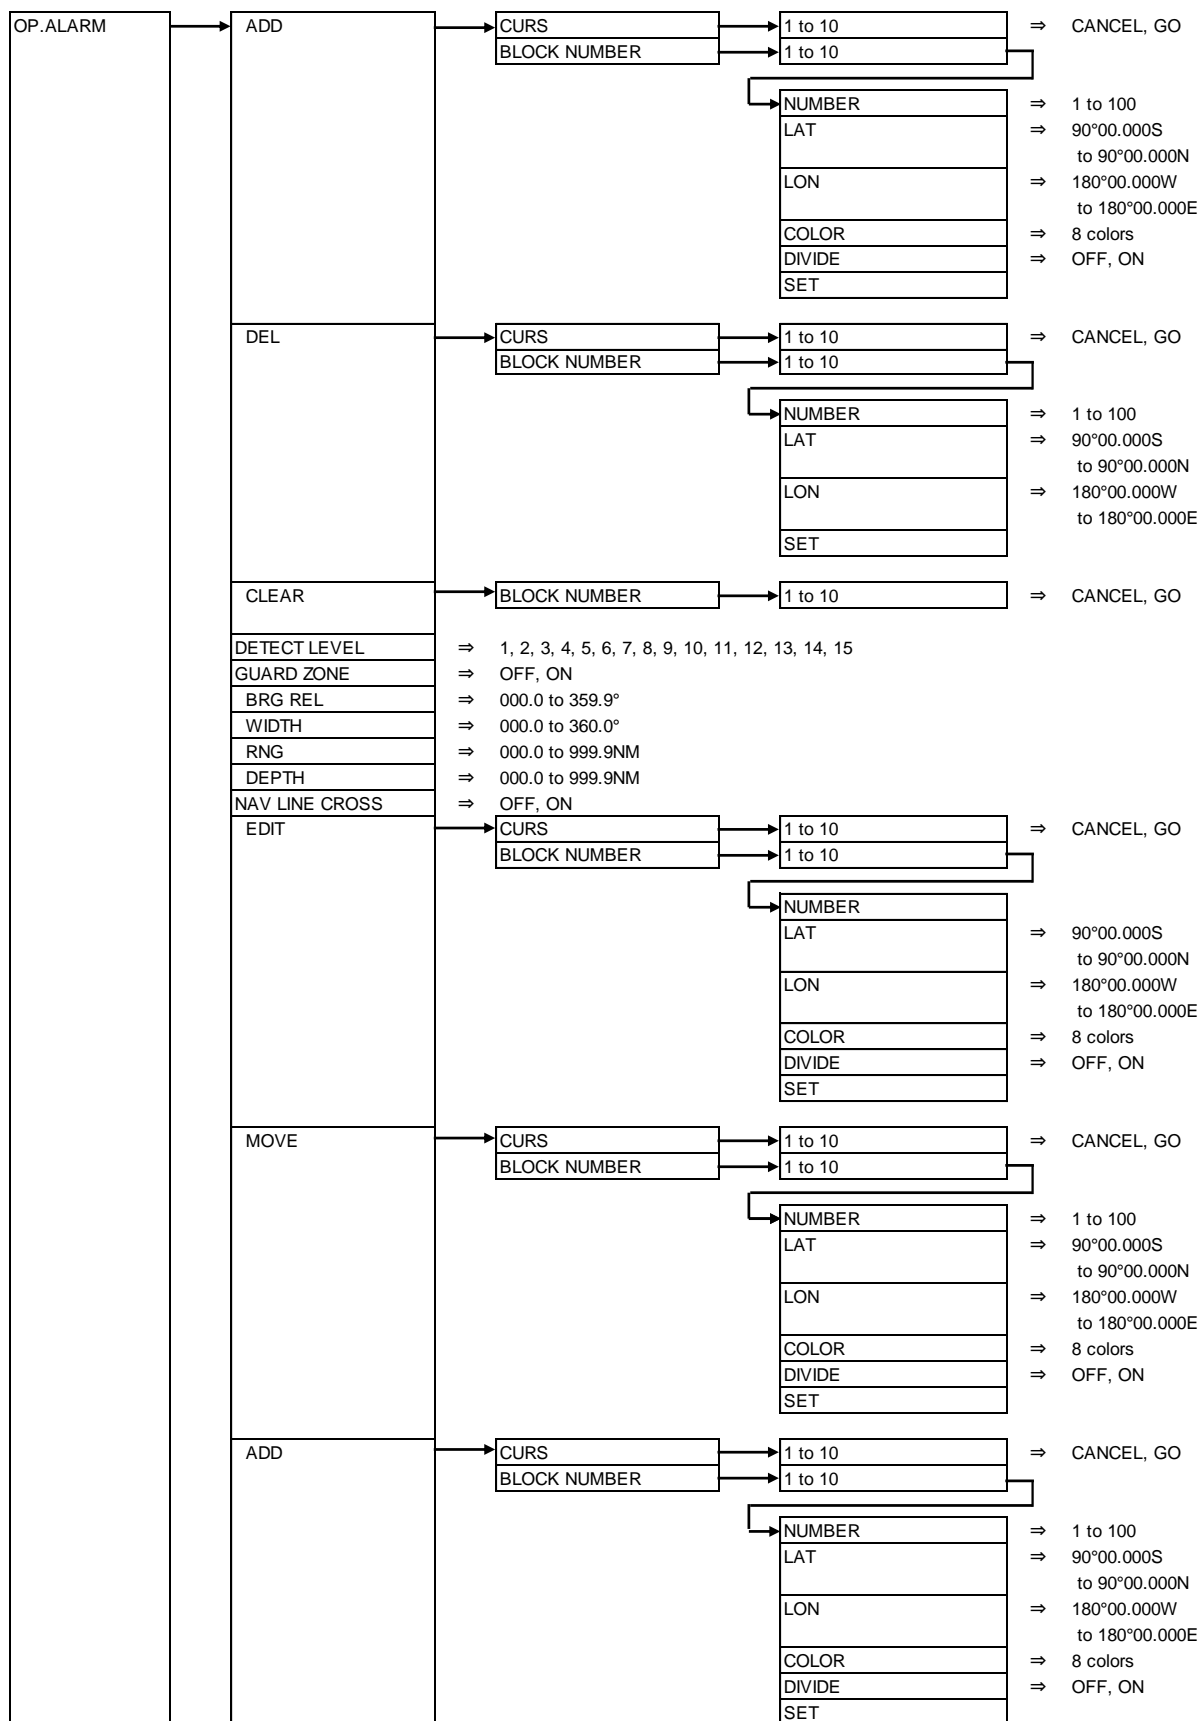 OP.ALARM ADD CURS 1 to 10 ⇒ CANCEL, GO
BLOCK NUMBER 1 to 10
NUMBER ⇒ 1 to 100
LAT ⇒ 90°00.000S
to 90°00.000N
LON ⇒ 180°00.000W
to 180°00.000E
COLOR ⇒ 8 colors
DIVIDE ⇒ OFF, ON
SET
DEL CURS 1 to 10 ⇒ CANCEL, GO
BLOCK NUMBER 1 to 10
NUMBER ⇒ 1 to 100
LAT ⇒ 90°00.000S
to 90°00.000N
LON ⇒ 180°00.000W
to 180°00.000E
SET
CLEAR BLOCK NUMBER 1 to 10 ⇒ CANCEL, GO
DETECT LEVEL ⇒ 1, 2, 3, 4, 5, 6, 7, 8, 9, 10, 11, 12, 13, 14, 15
GUARD ZONE ⇒ OFF, ON
BRG REL ⇒ 000.0 to 359.9°
WIDTH ⇒ 000.0 to 360.0°
RNG ⇒ 000.0 to 999.9NM
DEPTH ⇒ 000.0 to 999.9NM
NAV LINE CROSS ⇒ OFF, ON
EDIT CURS 1 to 10 ⇒ CANCEL, GO
BLOCK NUMBER 1 to 10
NUMBER
LAT ⇒ 90°00.000S
to 90°00.000N
LON ⇒ 180°00.000W
to 180°00.000E
COLOR ⇒ 8 colors
DIVIDE ⇒ OFF, ON
SET
MOVE CURS 1 to 10 ⇒ CANCEL, GO
BLOCK NUMBER 1 to 10
NUMBER ⇒ 1 to 100
LAT ⇒ 90°00.000S
to 90°00.000N
LON ⇒ 180°00.000W
to 180°00.000E
COLOR ⇒ 8 colors
DIVIDE ⇒ OFF, ON
SET
ADD CURS 1 to 10 ⇒ CANCEL, GO
BLOCK NUMBER 1 to 10
NUMBER ⇒ 1 to 100
LAT ⇒ 90°00.000S
to 90°00.000N
LON ⇒ 180°00.000W
to 180°00.000E
COLOR ⇒ 8 colors
DIVIDE ⇒ OFF, ON
SET